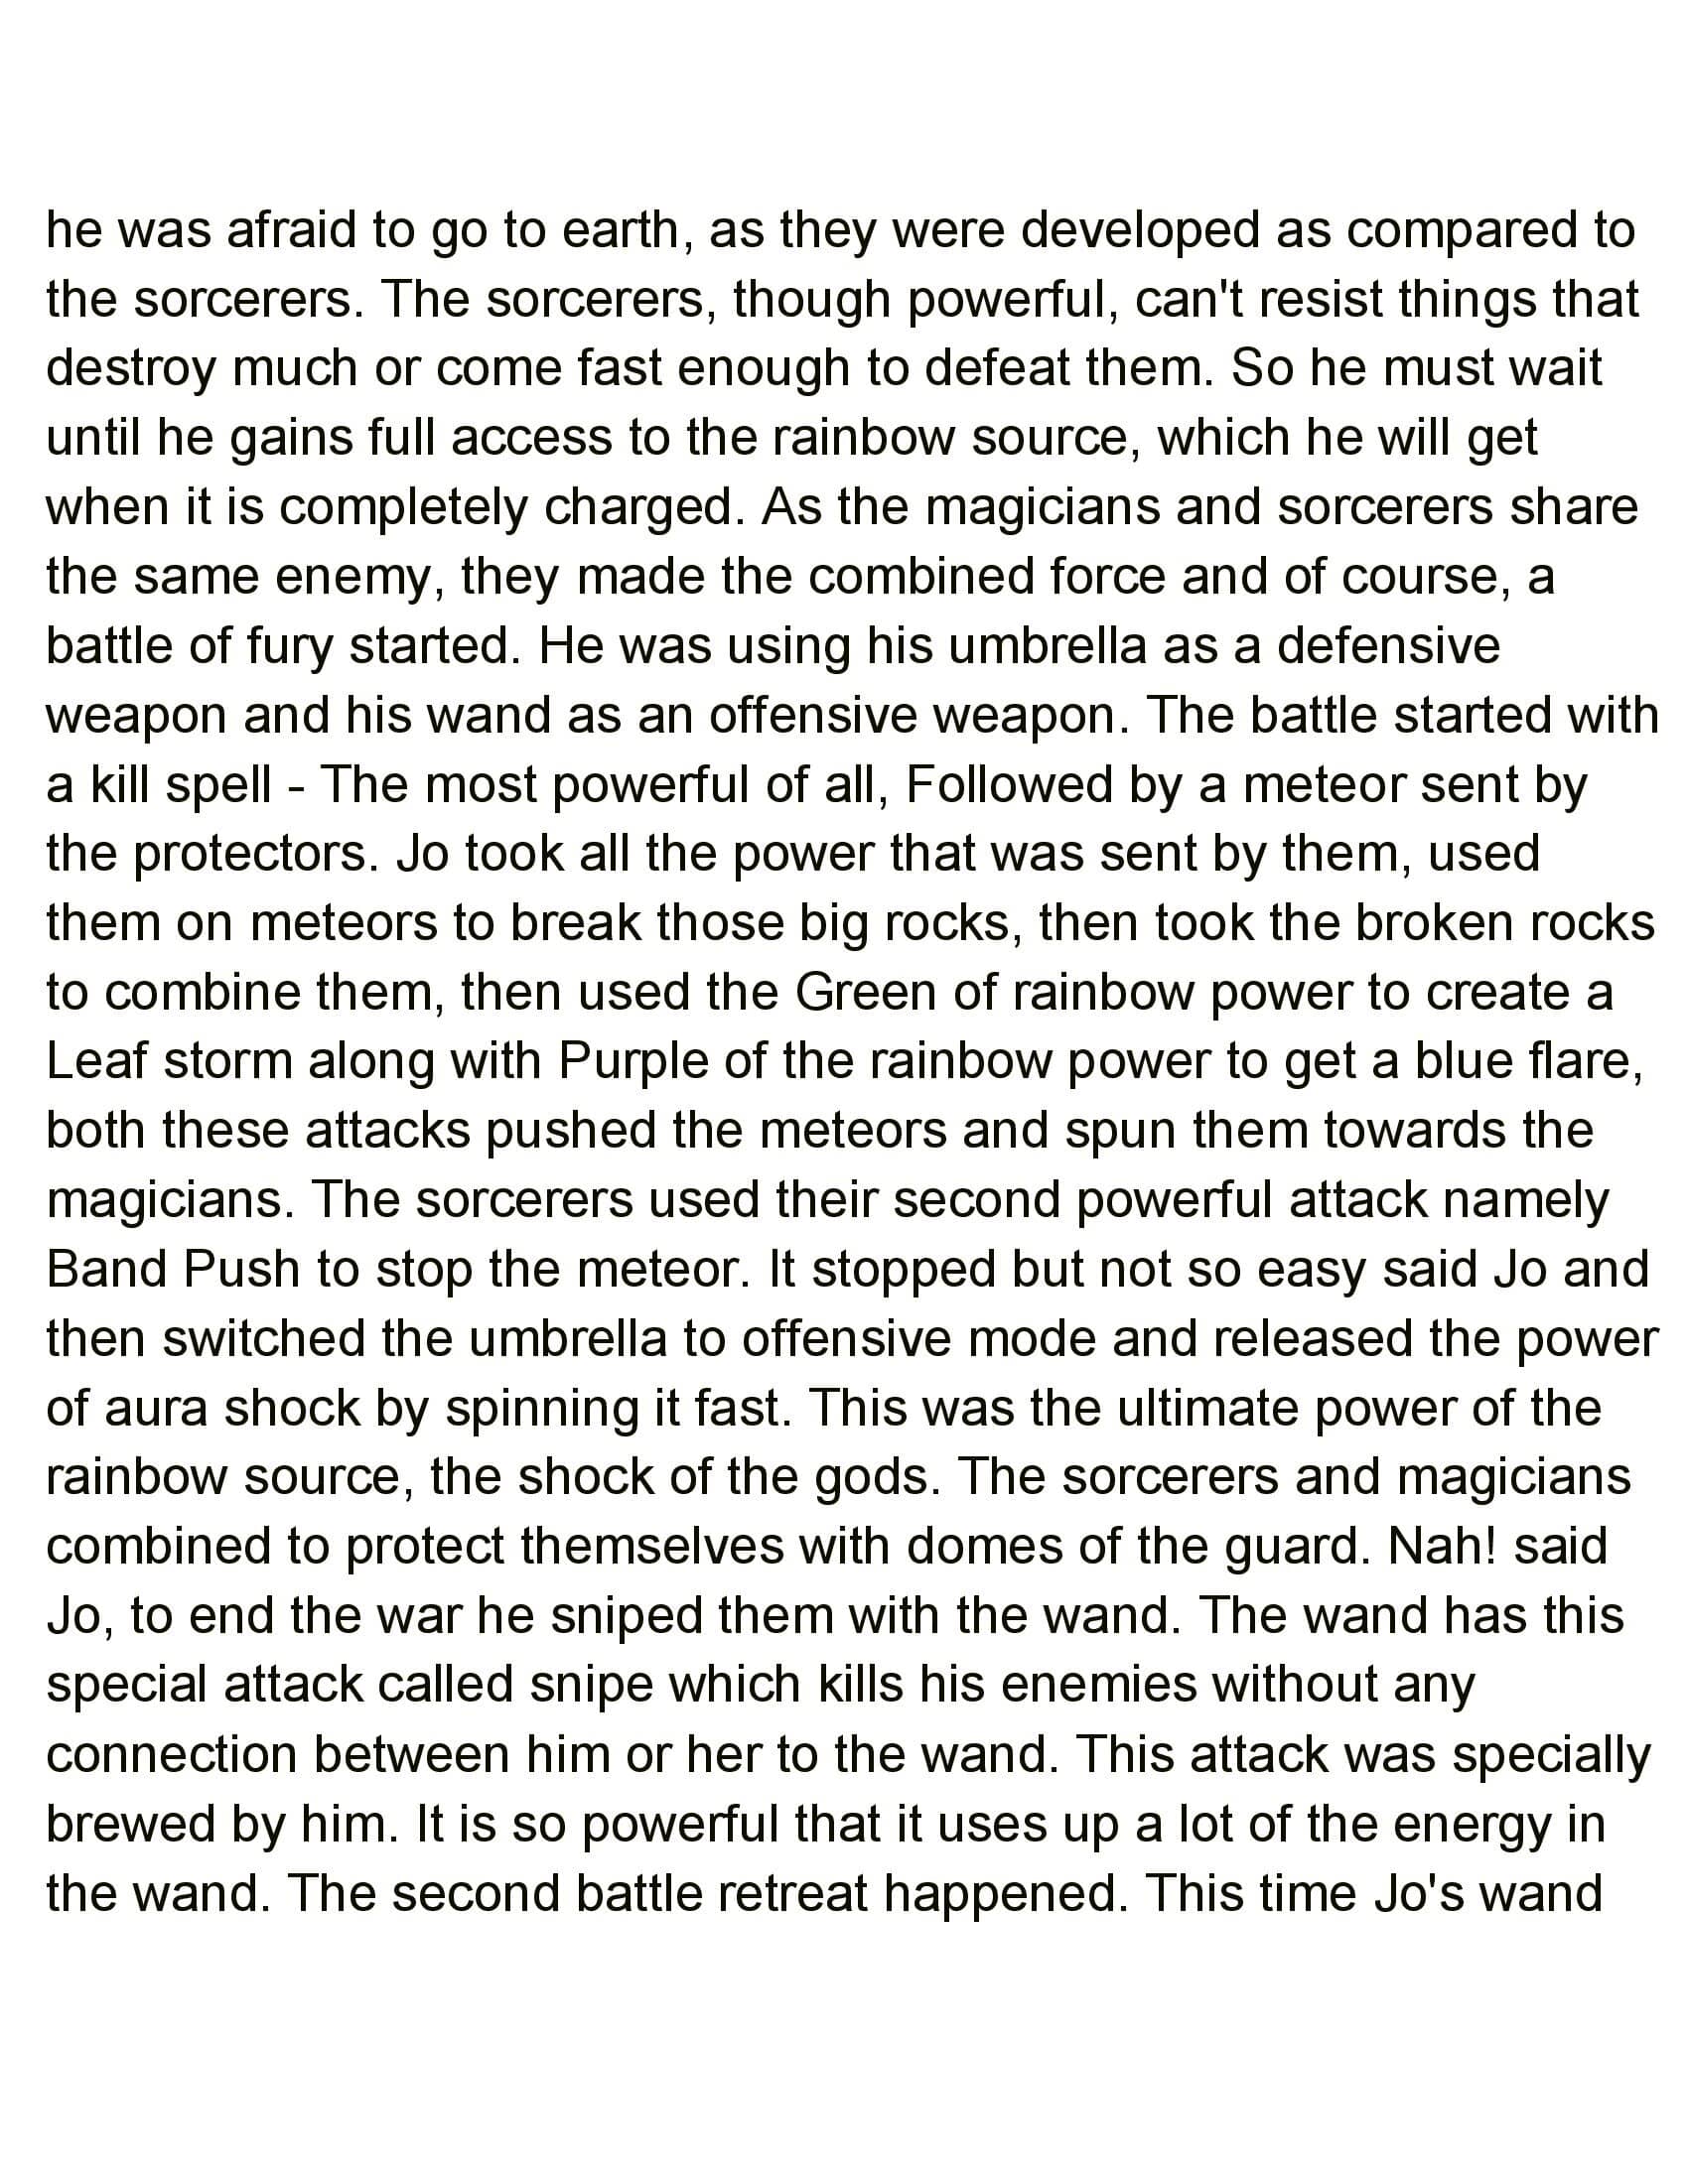 he was afraid to go to earth, as they were developed as compared to
the sorcerers. The sorcerers, though powerful, can't resist things that
destroy much or come fast enough to defeat them. So he must wait
until he gains full access to the rainbow source, which he will get
when it is completely charged. As the magicians and sorcerers share
the same enemy, they made the combined force and of course, a
battle of fury started. He was using his umbrella as a defensive
weapon and his wand as an offensive weapon. The battle started with
a kill spell - The most powerful of all, Followed by a meteor sent by
the protectors. Jo took all the power that was sent by them, used
them on meteors to break those big rocks, then took the broken rocks
to combine them, then used the Green of rainbow power to create a
Leaf storm along with Purple of the rainbow power to get a blue flare,
both these attacks pushed the meteors and spun them towards the
magicians. The sorcerers used their second powerful attack namely
Band Push to stop the meteor. It stopped but not so easy said Jo and
then switched the umbrella to offensive mode and released the power
of aura shock by spinning it fast. This was the ultimate power of the
rainbow source, the shock of the gods. The sorcerers and magicians
combined to protect themselves with domes of the guard. Nah! said
Jo, to end the war he sniped them with the wand. The wand has this
special attack called snipe which kills his enemies without any
connection between him or her to the wand. This attack was specially
brewed by him. It is so powerful that it uses up a lot of the energy in
the wand. The second battle retreat happened. This time Jo's wand